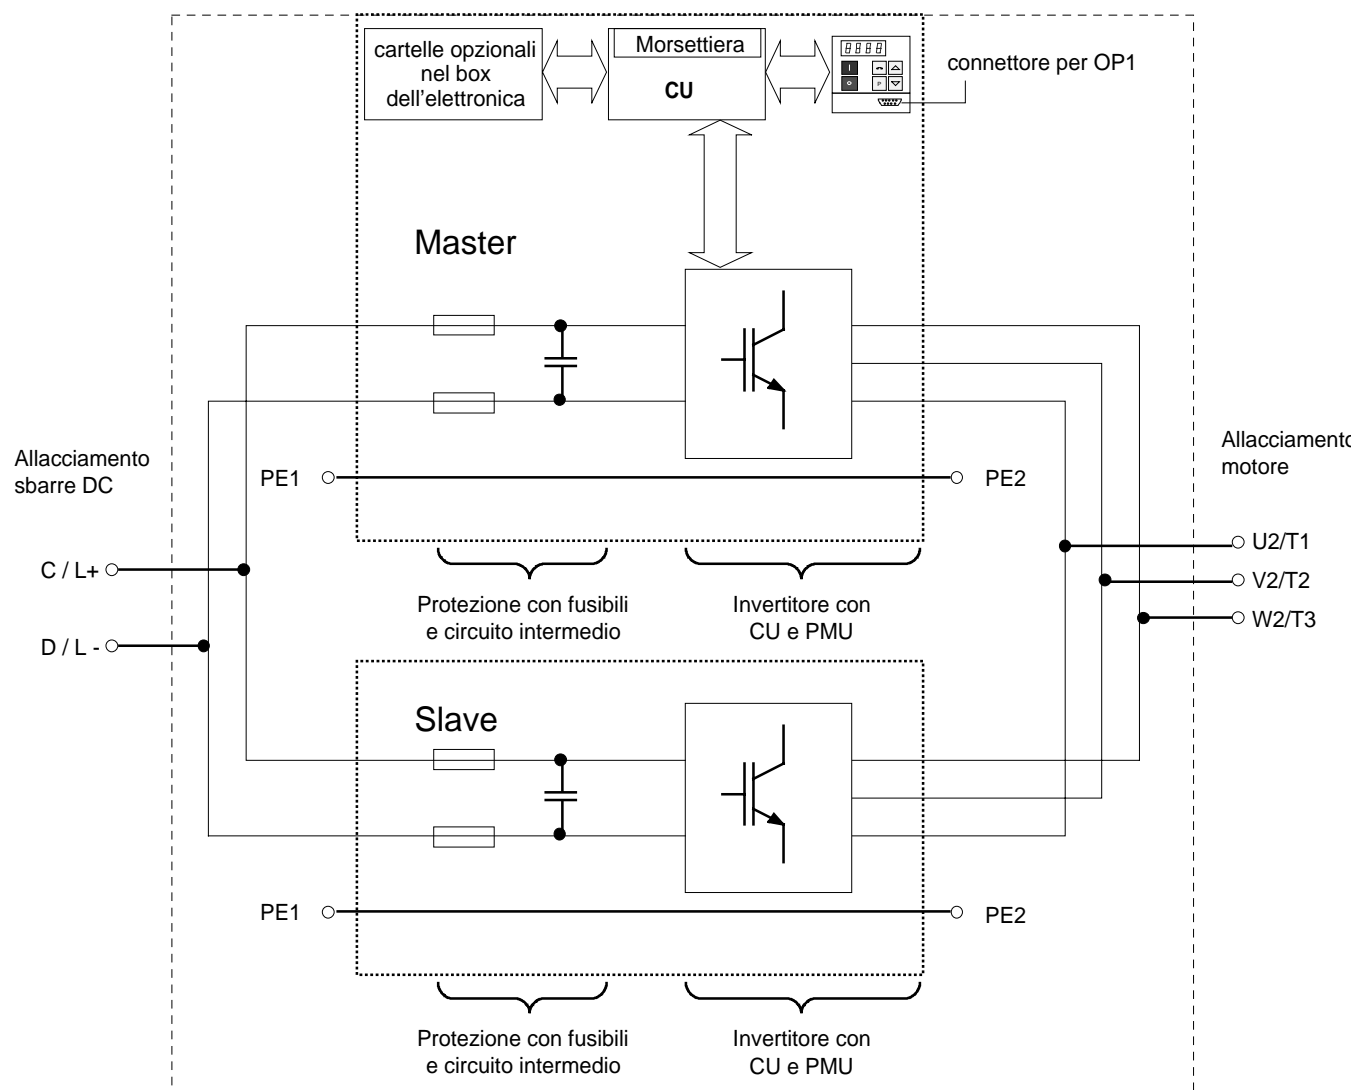 cartelle opzionali
nel box
dell'elettronica
Morsettiera
CU
I
O
P
connettore per OP1
Master
Allacciamento
sbarre DC
Allacciamento
motore
PE1
PE2
U2/T1
C / L+
V2/T2
Protezione con fusibili
e circuito intermedio
Invertitore con
CU e PMU
W2/T3
D / L -
Slave
PE1
PE2
Protezione con fusibili
e circuito intermedio
Invertitore con
CU e PMU